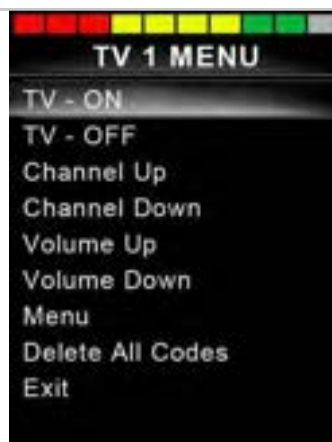 TV 1 MENU
TV - ON
TV - OFF
Channel Up
Channel Down
Volume Up
Volume Down
Menu
Delete All Codes
Exit